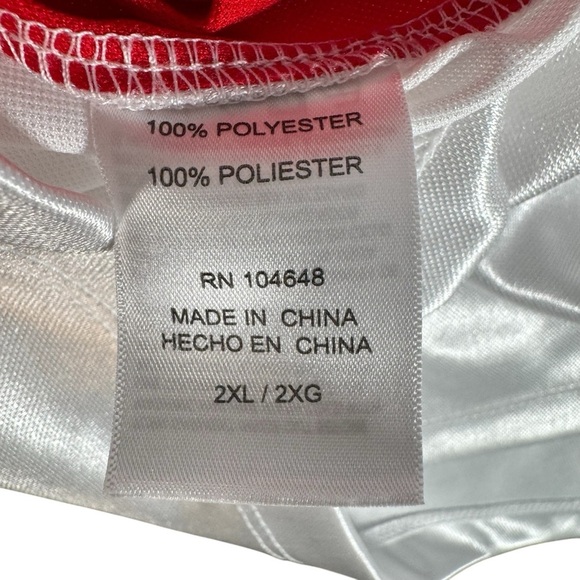 100% POLYESTER
100% POLIESTER
RN 104648
MADE IN CHINA
HECHO EN CHINA
2XL / 2XG